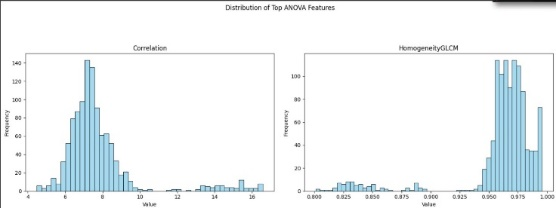 Distribution of Top ANOVA Features
Correlation
HomogeneityGLCM
Frequency
140
120
100
80
60
40
20
0
4 6 8 10 12 14 16
Value
Frequency
100
80
60
40
20
0
0.800 0.825 0.850 0.875 0.900 0.925 0.950 0.975 1.000
Value